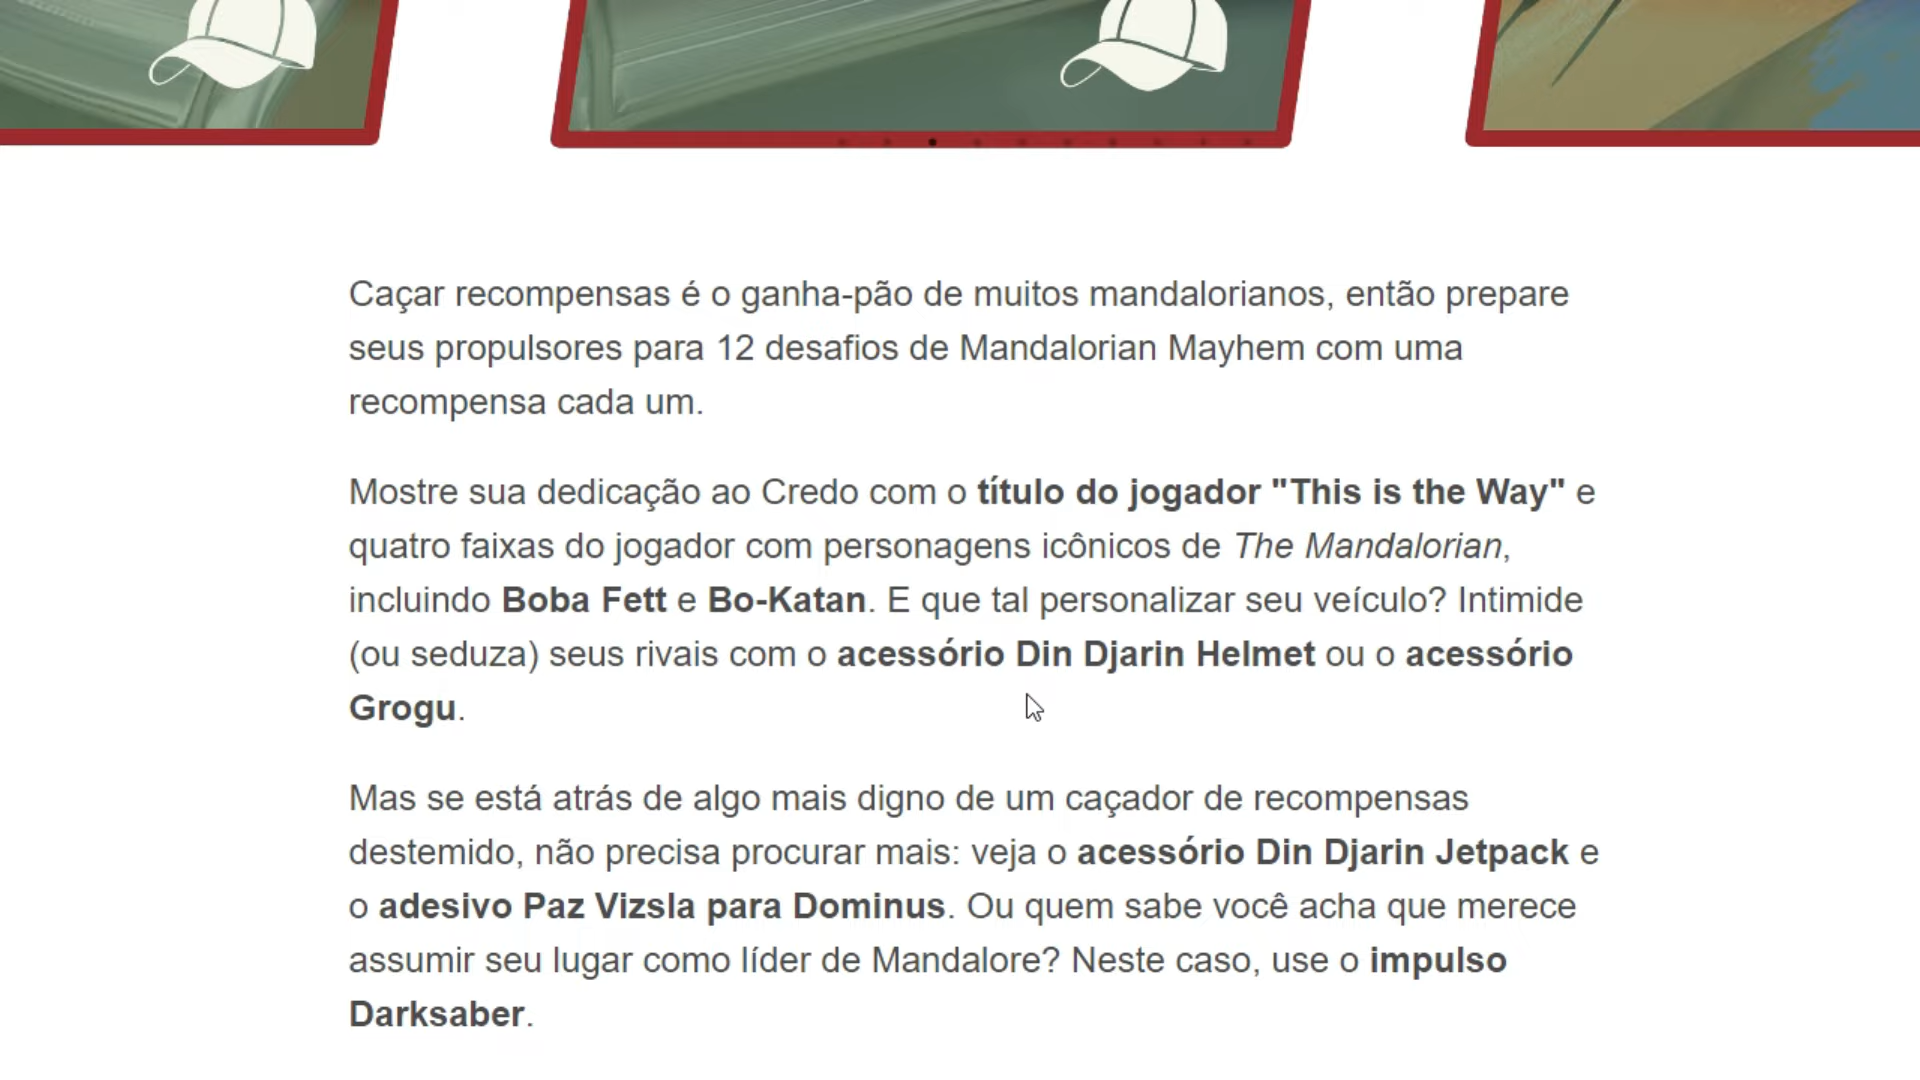 Caçar recompensas é o ganha-pão de muitos mandalorianos, então prepare
seus propulsores para 12 desafios de Mandalorian Mayhem com uma
recompensa cada um.
Mostre sua dedicação ao Credo com o título do jogador "This is the Way" e
quatro faixas do jogador com personagens icônicos de The Mandalorian,
incluindo Boba Fett e Bo-Katan. E que tal personalizar seu veículo? Intimide
(ou seduza) seus rivais com o acessório Din Djarin Helmet ou o acessório
Grogu.
Mas se está atrás de algo mais digno de um caçador de recompensas
destemido, não precisa procurar mais: veja o acessório Din Djarin Jetpack e
o adesivo Paz Vizsla para Dominus. Ou quem sabe você acha que merece
assumir seu lugar como líder de Mandalore? Neste caso, use o impulso
Darksaber.